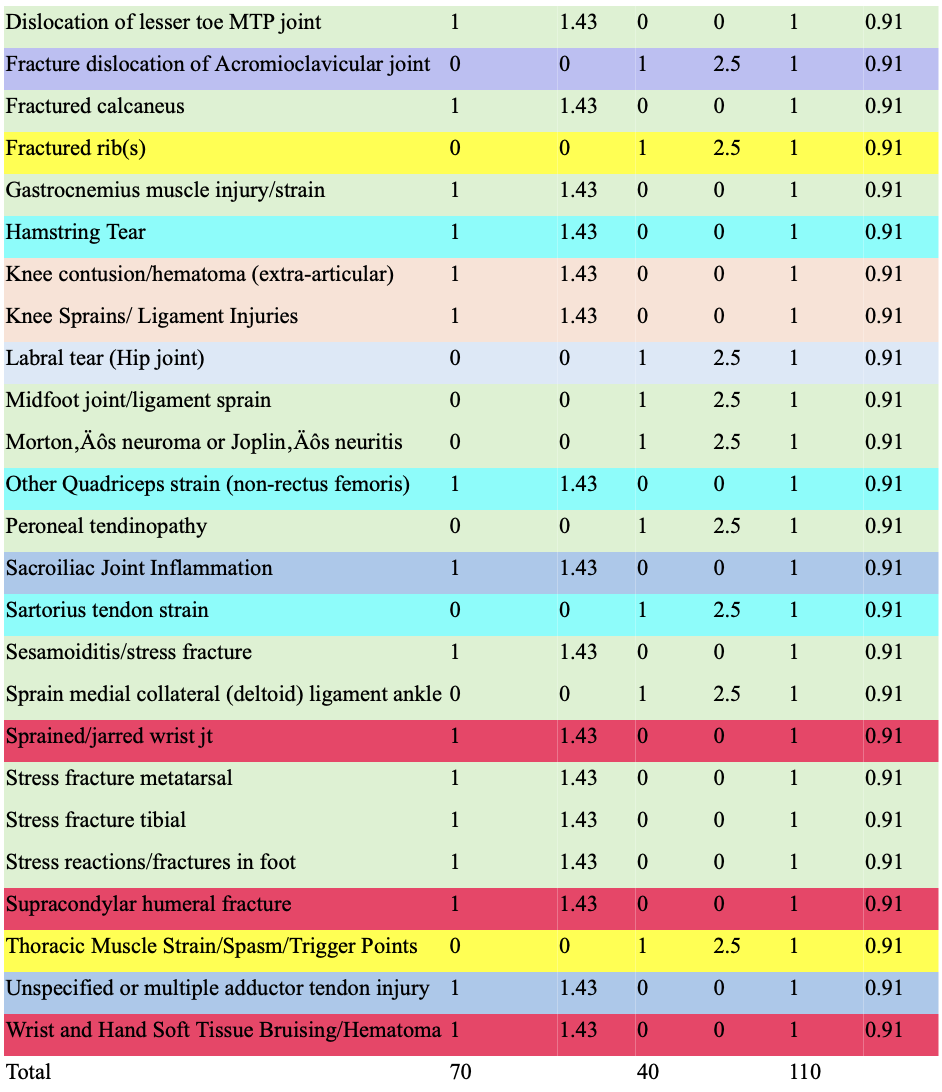 Dislocation of lesser toe MTP joint 1 1.43 0 0 1 0.91
Fracture dislocation of Acromioclavicular joint 0 0 1 2.5 1 0.91
Fractured calcaneus 1 1.43 0 0 1 0.91
Fractured rib(s) 0 0 1 2.5 1 0.91
Gastrocnemius muscle injury/strain 1 1.43 0 0 1 0.91
Hamstring Tear 1 1.43 0 0 1 0.91
Knee contusion/hematoma (extra-articular) 1 1.43 0 0 1 0.91
Knee Sprains/ Ligament Injuries 1 1.43 0 0 1 0.91
Labral tear (Hip joint) 0 0 1 2.5 1 0.91
Midfoot joint/ligament sprain 0 0 1 2.5 1 0.91
Morton‚Äôs neuroma or Joplin‚Äôs neuritis 0 0 1 2.5 1 0.91
Other Quadriceps strain (non-rectus femoris) 1 1.43 0 0 1 0.91
Peroneal tendinopathy 0 0 1 2.5 1 0.91
Sacroiliac Joint Inflammation 1 1.43 0 0 1 0.91
Sartorius tendon strain 0 0 1 2.5 1 0.91
Sesamoiditis/stress fracture 1 1.43 0 0 1 0.91
Sprain medial collateral (deltoid) ligament ankle 0 0 1 2.5 1 0.91
Sprained/jarred wrist jt 1 1.43 0 0 1 0.91
Stress fracture metatarsal 1 1.43 0 0 1 0.91
Stress fracture tibial 1 1.43 0 0 1 0.91
Stress reactions/fractures in foot 1 1.43 0 0 1 0.91
Supracondylar humeral fracture 1 1.43 0 0 1 0.91
Thoracic Muscle Strain/Spasm/Trigger Points 0 0 1 2.5 1 0.91
Unspecified or multiple adductor tendon injury 1 1.43 0 0 1 0.91
Wrist and Hand Soft Tissue Bruising/Hematoma 1 1.43 0 0 1 0.91
Total 70 40 110